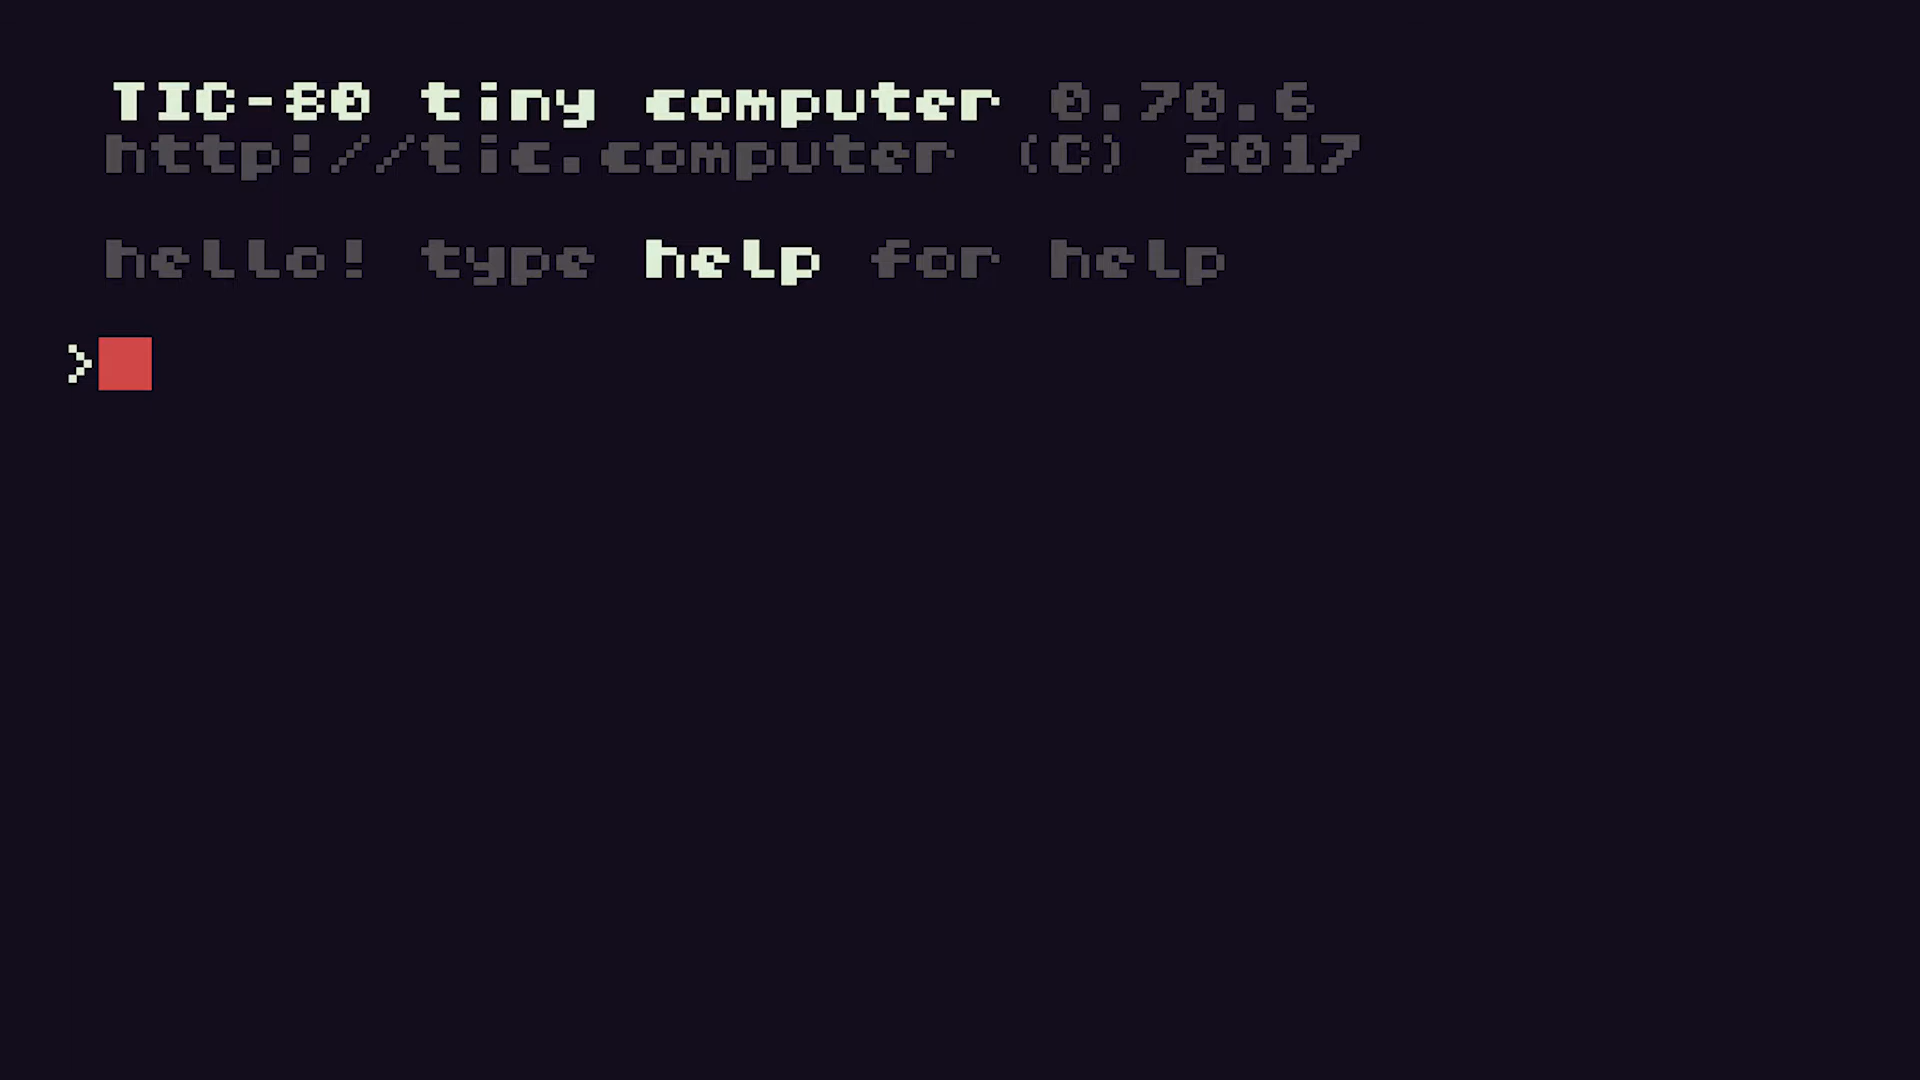 TIC-80 tiny computer 0.70.6
http://tic.computer (C) 2017
hello! type help for help
>